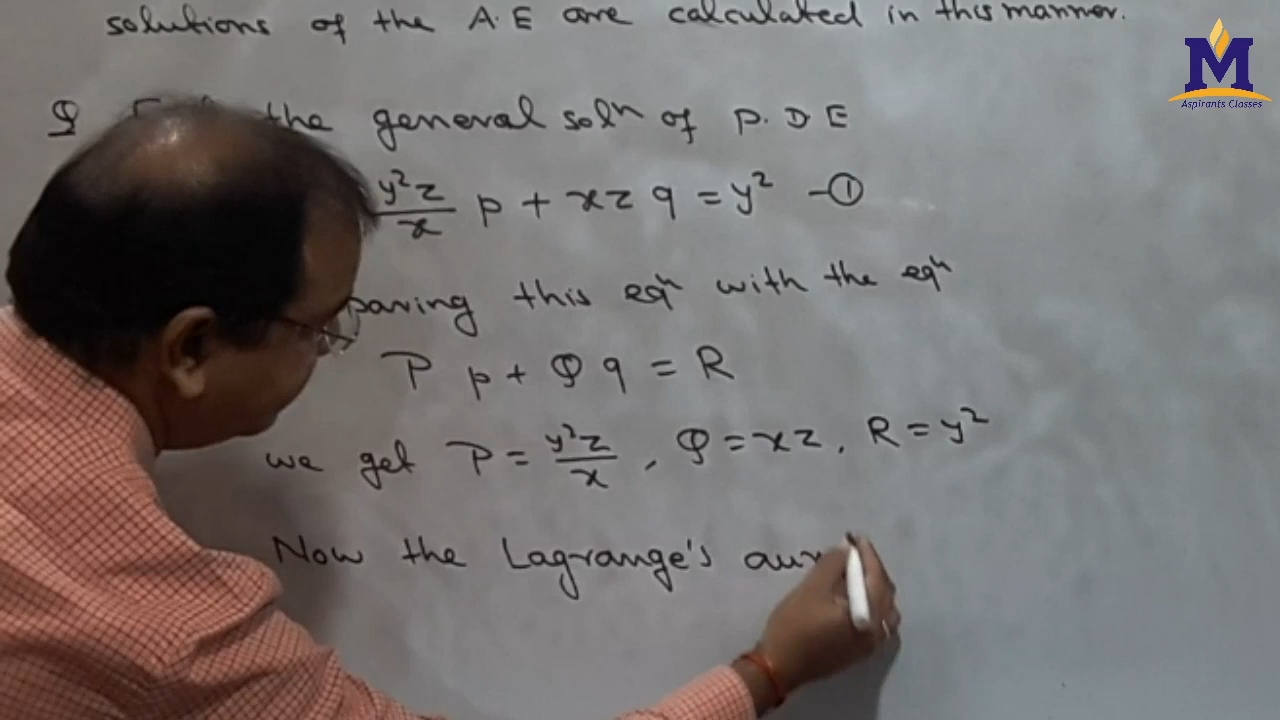 solutions of the A.E are calculated in this manner.
M
Aspirants Classes
Q the general solⁿ of P.D E
y²z/x p + xz q = y² -①
paring this eqⁿ with the eqⁿ
P p + Q q = R
we get P = y²z/x , Q = xz , R = y²
Now the Lagrange's aux